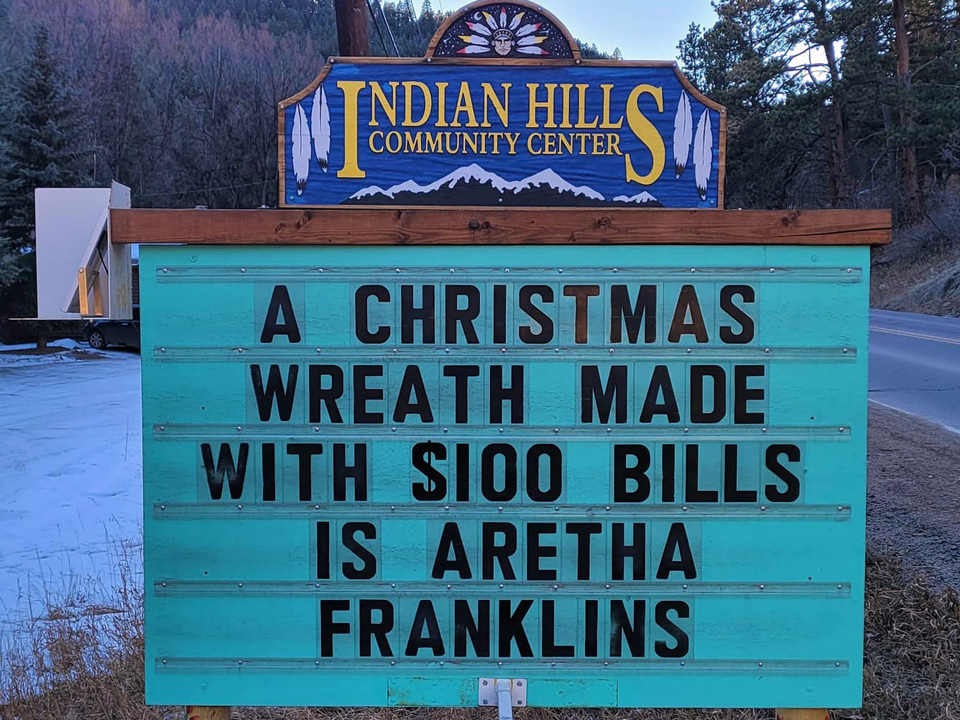 INDIAN HILLS
COMMUNITY CENTER
A CHRISTMAS
WREATH MADE
WITH $100 BILLS
IS ARETHA
FRANKLINS